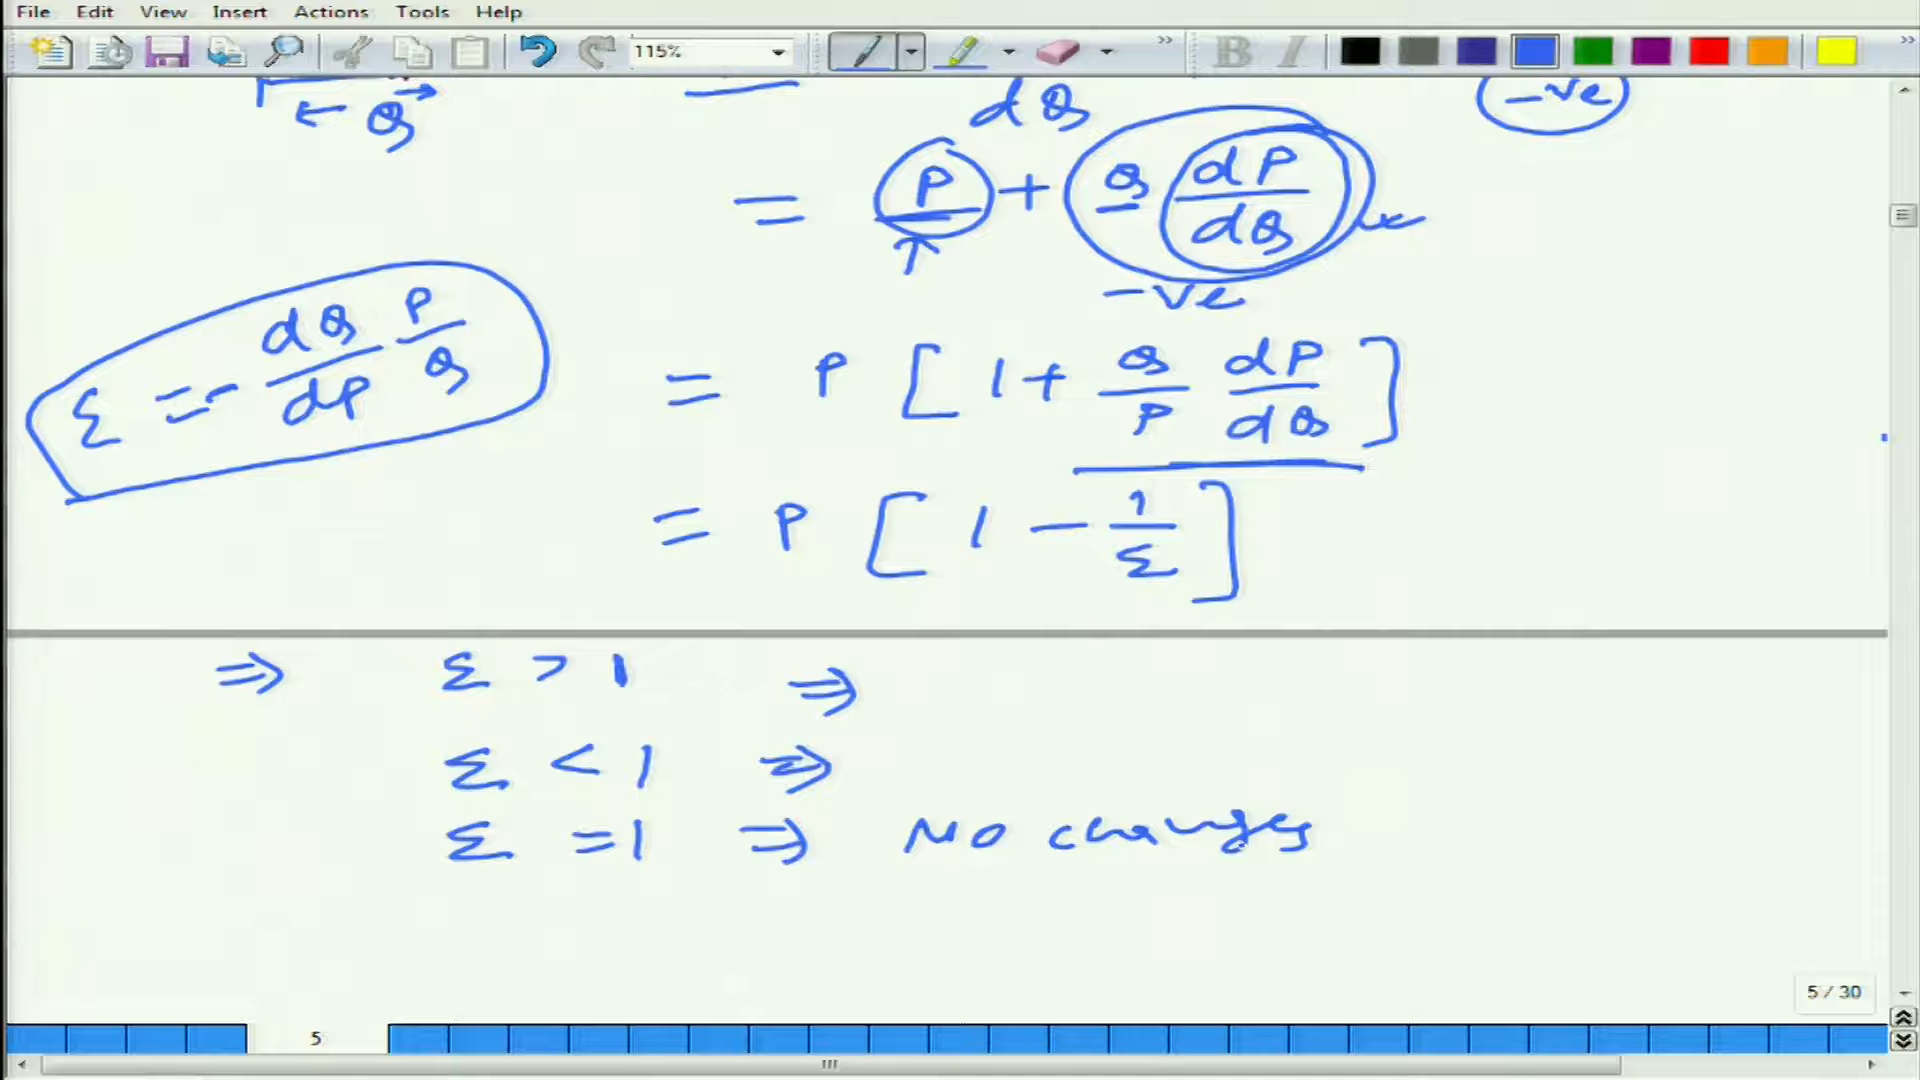 File Edit View Insert Actions Tools Help
115%
B I
← Q →
dQ
-ve
= P + Q dP/dQ
-ve
Σ = - dQ/dP P/Q
= P [ 1 + Q/P dP/dQ ]
= P [ 1 - 1/Σ ]
⇒ Σ > 1 ⇒
Σ < 1 ⇒
Σ = 1 ⇒ No changes
5 / 30
5